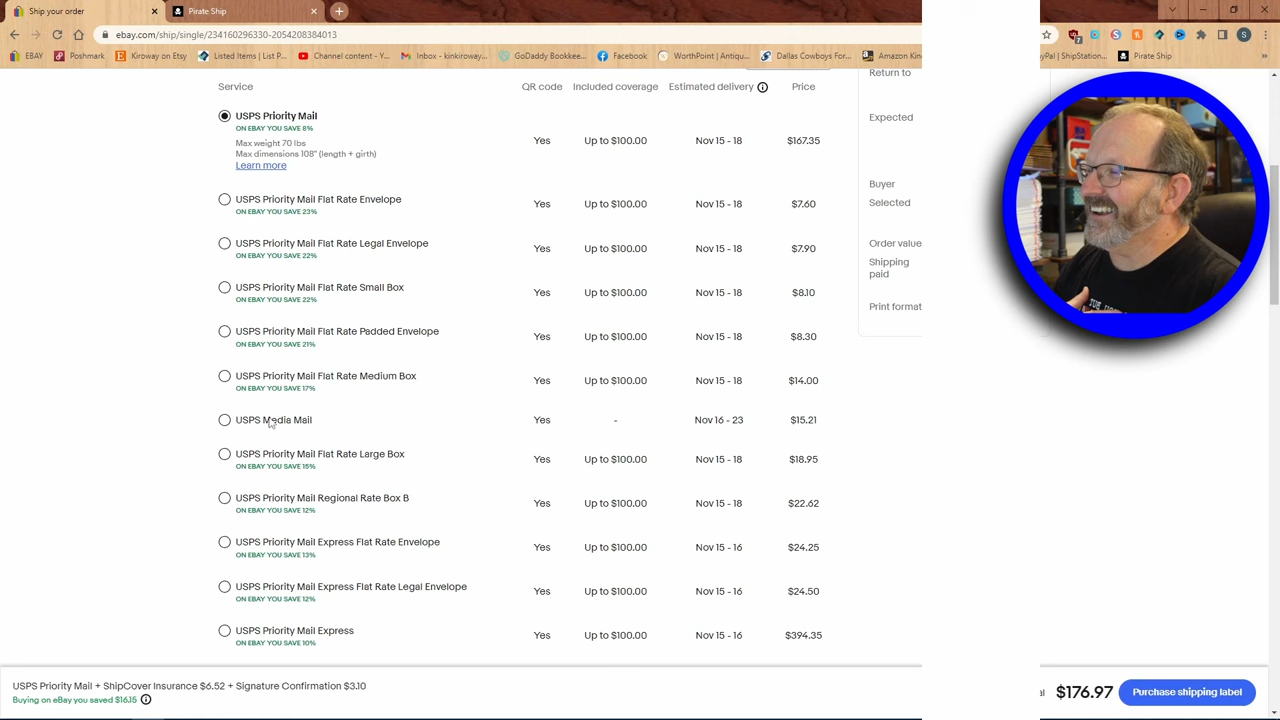 Ship your order
Pirate Ship
ebay.com/ship/single/234160296330-2054208384013
EBAY
Poshmark
Kiroway on Etsy
Listed Items | List P...
Channel content - Y...
Inbox - kinkiroway...
GoDaddy Bookkee...
Facebook
WorthPoint | Antiqu...
Dallas Cowboys For...
Amazon Kin
yPal | ShipStation...
Pirate Ship
Service QR code Included coverage Estimated delivery Price
USPS Priority Mail
ON EBAY YOU SAVE 8%
Max weight 70 lbs
Max dimensions 108" (length + girth)
Learn more
Yes Up to $100.00 Nov 15 - 18 $167.35
USPS Priority Mail Flat Rate Envelope
ON EBAY YOU SAVE 23%
Yes Up to $100.00 Nov 15 - 18 $7.60
USPS Priority Mail Flat Rate Legal Envelope
ON EBAY YOU SAVE 22%
Yes Up to $100.00 Nov 15 - 18 $7.90
USPS Priority Mail Flat Rate Small Box
ON EBAY YOU SAVE 22%
Yes Up to $100.00 Nov 15 - 18 $8.10
USPS Priority Mail Flat Rate Padded Envelope
ON EBAY YOU SAVE 21%
Yes Up to $100.00 Nov 15 - 18 $8.30
USPS Priority Mail Flat Rate Medium Box
ON EBAY YOU SAVE 17%
Yes Up to $100.00 Nov 15 - 18 $14.00
USPS Media Mail Yes - Nov 16 - 23 $15.21
USPS Priority Mail Flat Rate Large Box
ON EBAY YOU SAVE 15%
Yes Up to $100.00 Nov 15 - 18 $18.95
USPS Priority Mail Regional Rate Box B
ON EBAY YOU SAVE 12%
Yes Up to $100.00 Nov 15 - 18 $22.62
USPS Priority Mail Express Flat Rate Envelope
ON EBAY YOU SAVE 13%
Yes Up to $100.00 Nov 15 - 16 $24.25
USPS Priority Mail Express Flat Rate Legal Envelope
ON EBAY YOU SAVE 12%
Yes Up to $100.00 Nov 15 - 16 $24.50
USPS Priority Mail Express
ON EBAY YOU SAVE 10%
Yes Up to $100.00 Nov 15 - 16 $394.35
Return to
Expected
Buyer
Selected
Order value
Shipping
paid
Print format
USPS Priority Mail + ShipCover Insurance $6.52 + Signature Confirmation $3.10
Buying on eBay you saved $16.15
al $176.97 Purchase shipping label